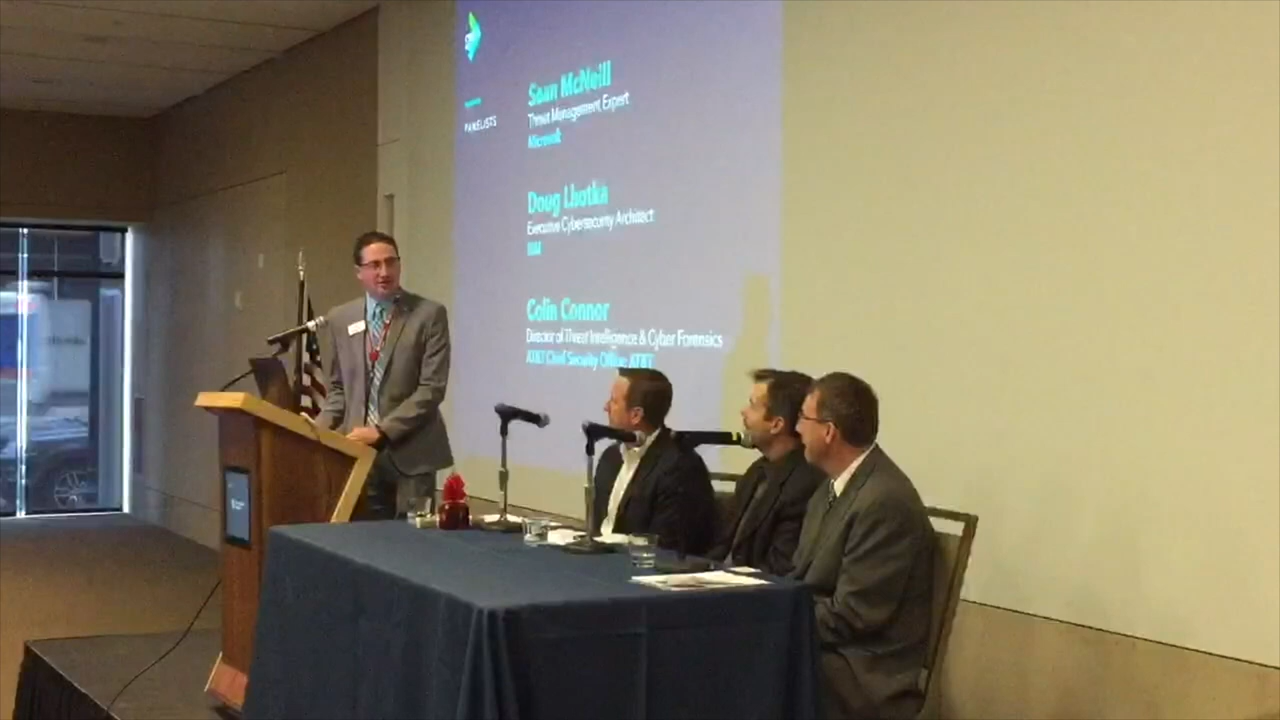 PANELISTS
Sean McNeill
Threat Management Expert
Microsoft
Doug Lhotka
Executive Cybersecurity Architect
IBM
Colin Connor
Director of Threat Intelligence & Cyber Forensics
AT&T Chief Security Office AT&T